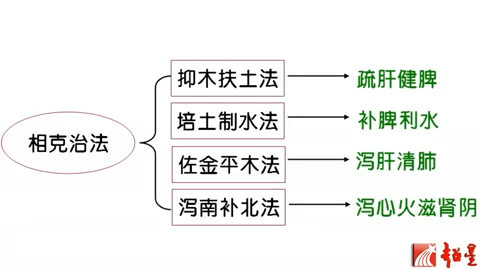 相克治法
抑木扶土法
疏肝健脾
培土制水法
补脾利水
佐金平木法
泻肝清肺
泻南补北法
泻心火滋肾阴
超星